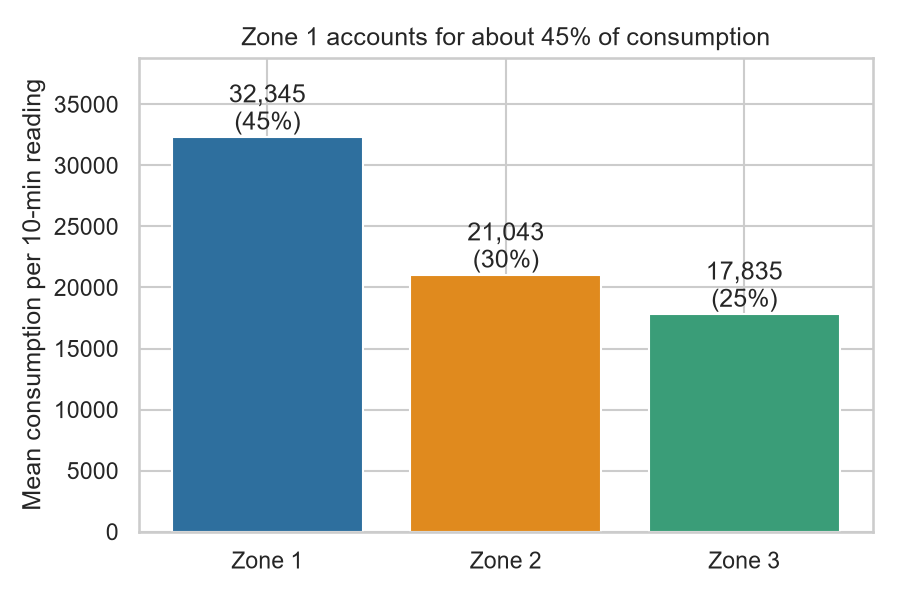 Zone 1 accounts for about 45% of consumption
Mean consumption per 10-min reading
35000
30000
25000
20000
15000
10000
5000
0
32,345
(45%)
21,043
(30%)
17,835
(25%)
Zone 1
Zone 2
Zone 3